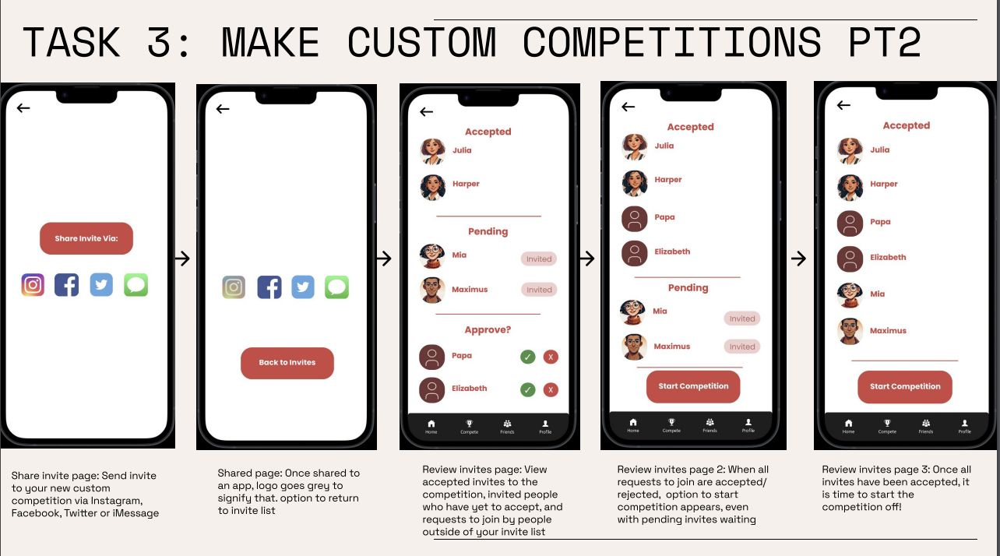 TASK 3: MAKE CUSTOM COMPETITIONS PT2
Share Invite Via:
Back to Invites
Accepted
Julia
Harper
Pending
Mia
Invited
Maximus
Invited
Approve?
Papa
✓
X
Elizabeth
✓
X
Home
Compete
Friends
Profile
Accepted
Julia
Harper
Papa
Elizabeth
Pending
Mia
Invited
Maximus
Invited
Start Competition
Home
Compete
Friends
Profile
Accepted
Julia
Harper
Papa
Elizabeth
Mia
Maximus
Start Competition
Home
Compete
Friends
Profile
Share invite page: Send invite
to your new custom
competition via Instagram,
Facebook, Twitter or iMessage
Shared page: Once shared to
an app, logo goes grey to
signify that. option to return
to invite list
Review invites page: View
accepted invites to the
competition, invited people
who have yet to accept, and
requests to join by people
outside of your invite list
Review invites page 2: When all
requests to join are accepted/
rejected, option to start
competition appears, even
with pending invites waiting
Review invites page 3: Once all
invites have been accepted, it
is time to start the
competition off!